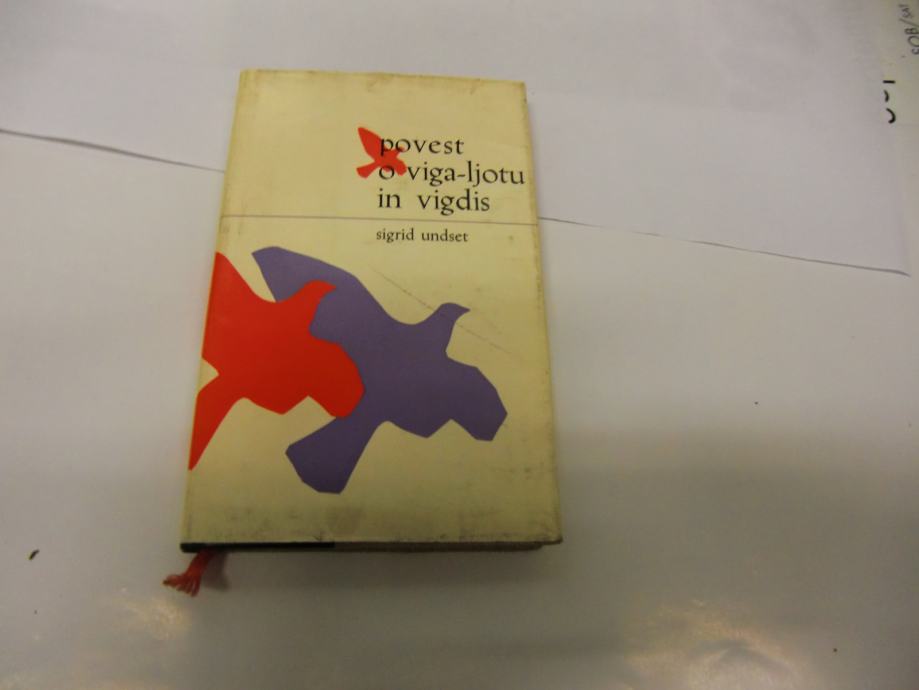 povest
o viga-ljotu
in vigdis
sigrid undset